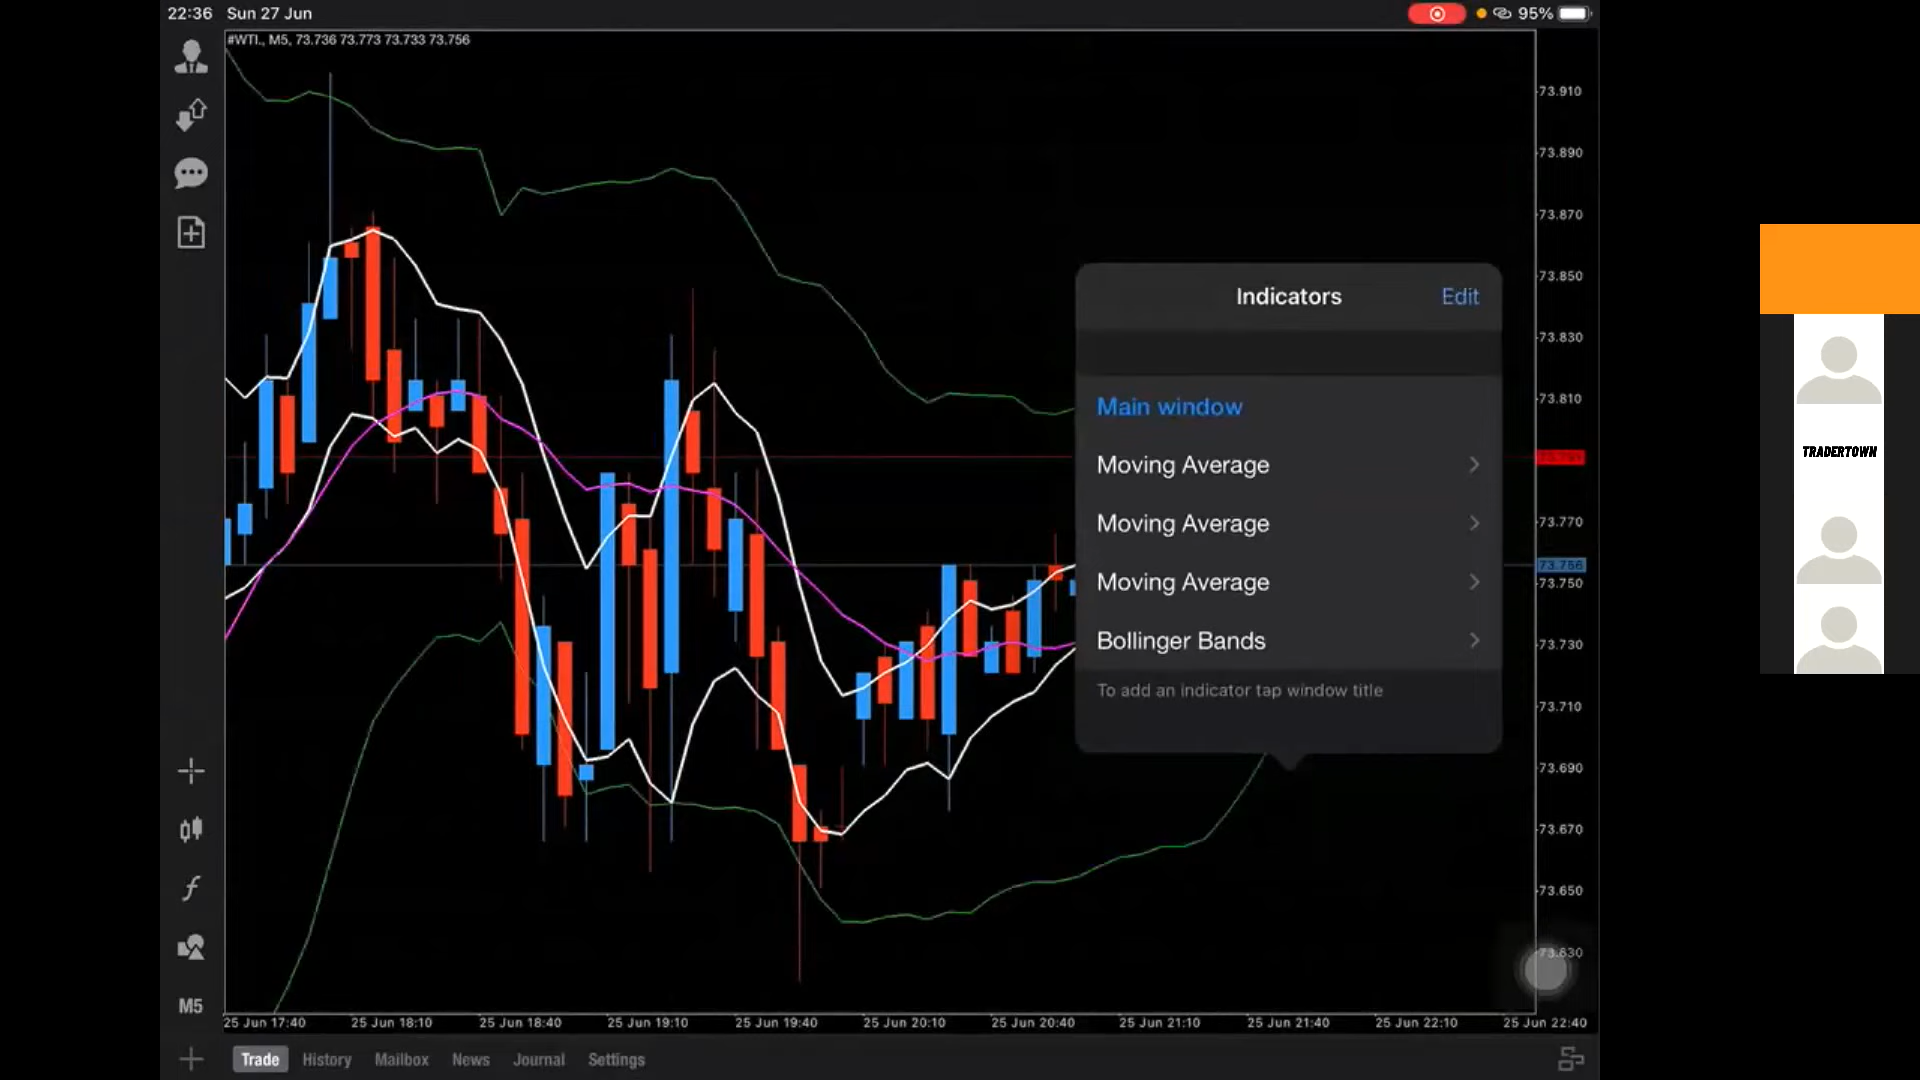 22:36 Sun 27 Jun
95%
#WTI., M5, 73.736 73.773 73.733 73.756
73.910
73.890
73.870
73.850
73.830
73.810
73.770
73.756
73.750
73.730
73.710
73.690
73.670
73.650
73.630
Indicators
Edit
Main window
Moving Average
Moving Average
Moving Average
Bollinger Bands
To add an indicator tap window title
TRADERTOWN
M5
25 Jun 17:40
25 Jun 18:10
25 Jun 18:40
25 Jun 19:10
25 Jun 19:40
25 Jun 20:10
25 Jun 20:40
25 Jun 21:10
25 Jun 21:40
25 Jun 22:10
25 Jun 22:40
Trade
History
Mailbox
News
Journal
Settings